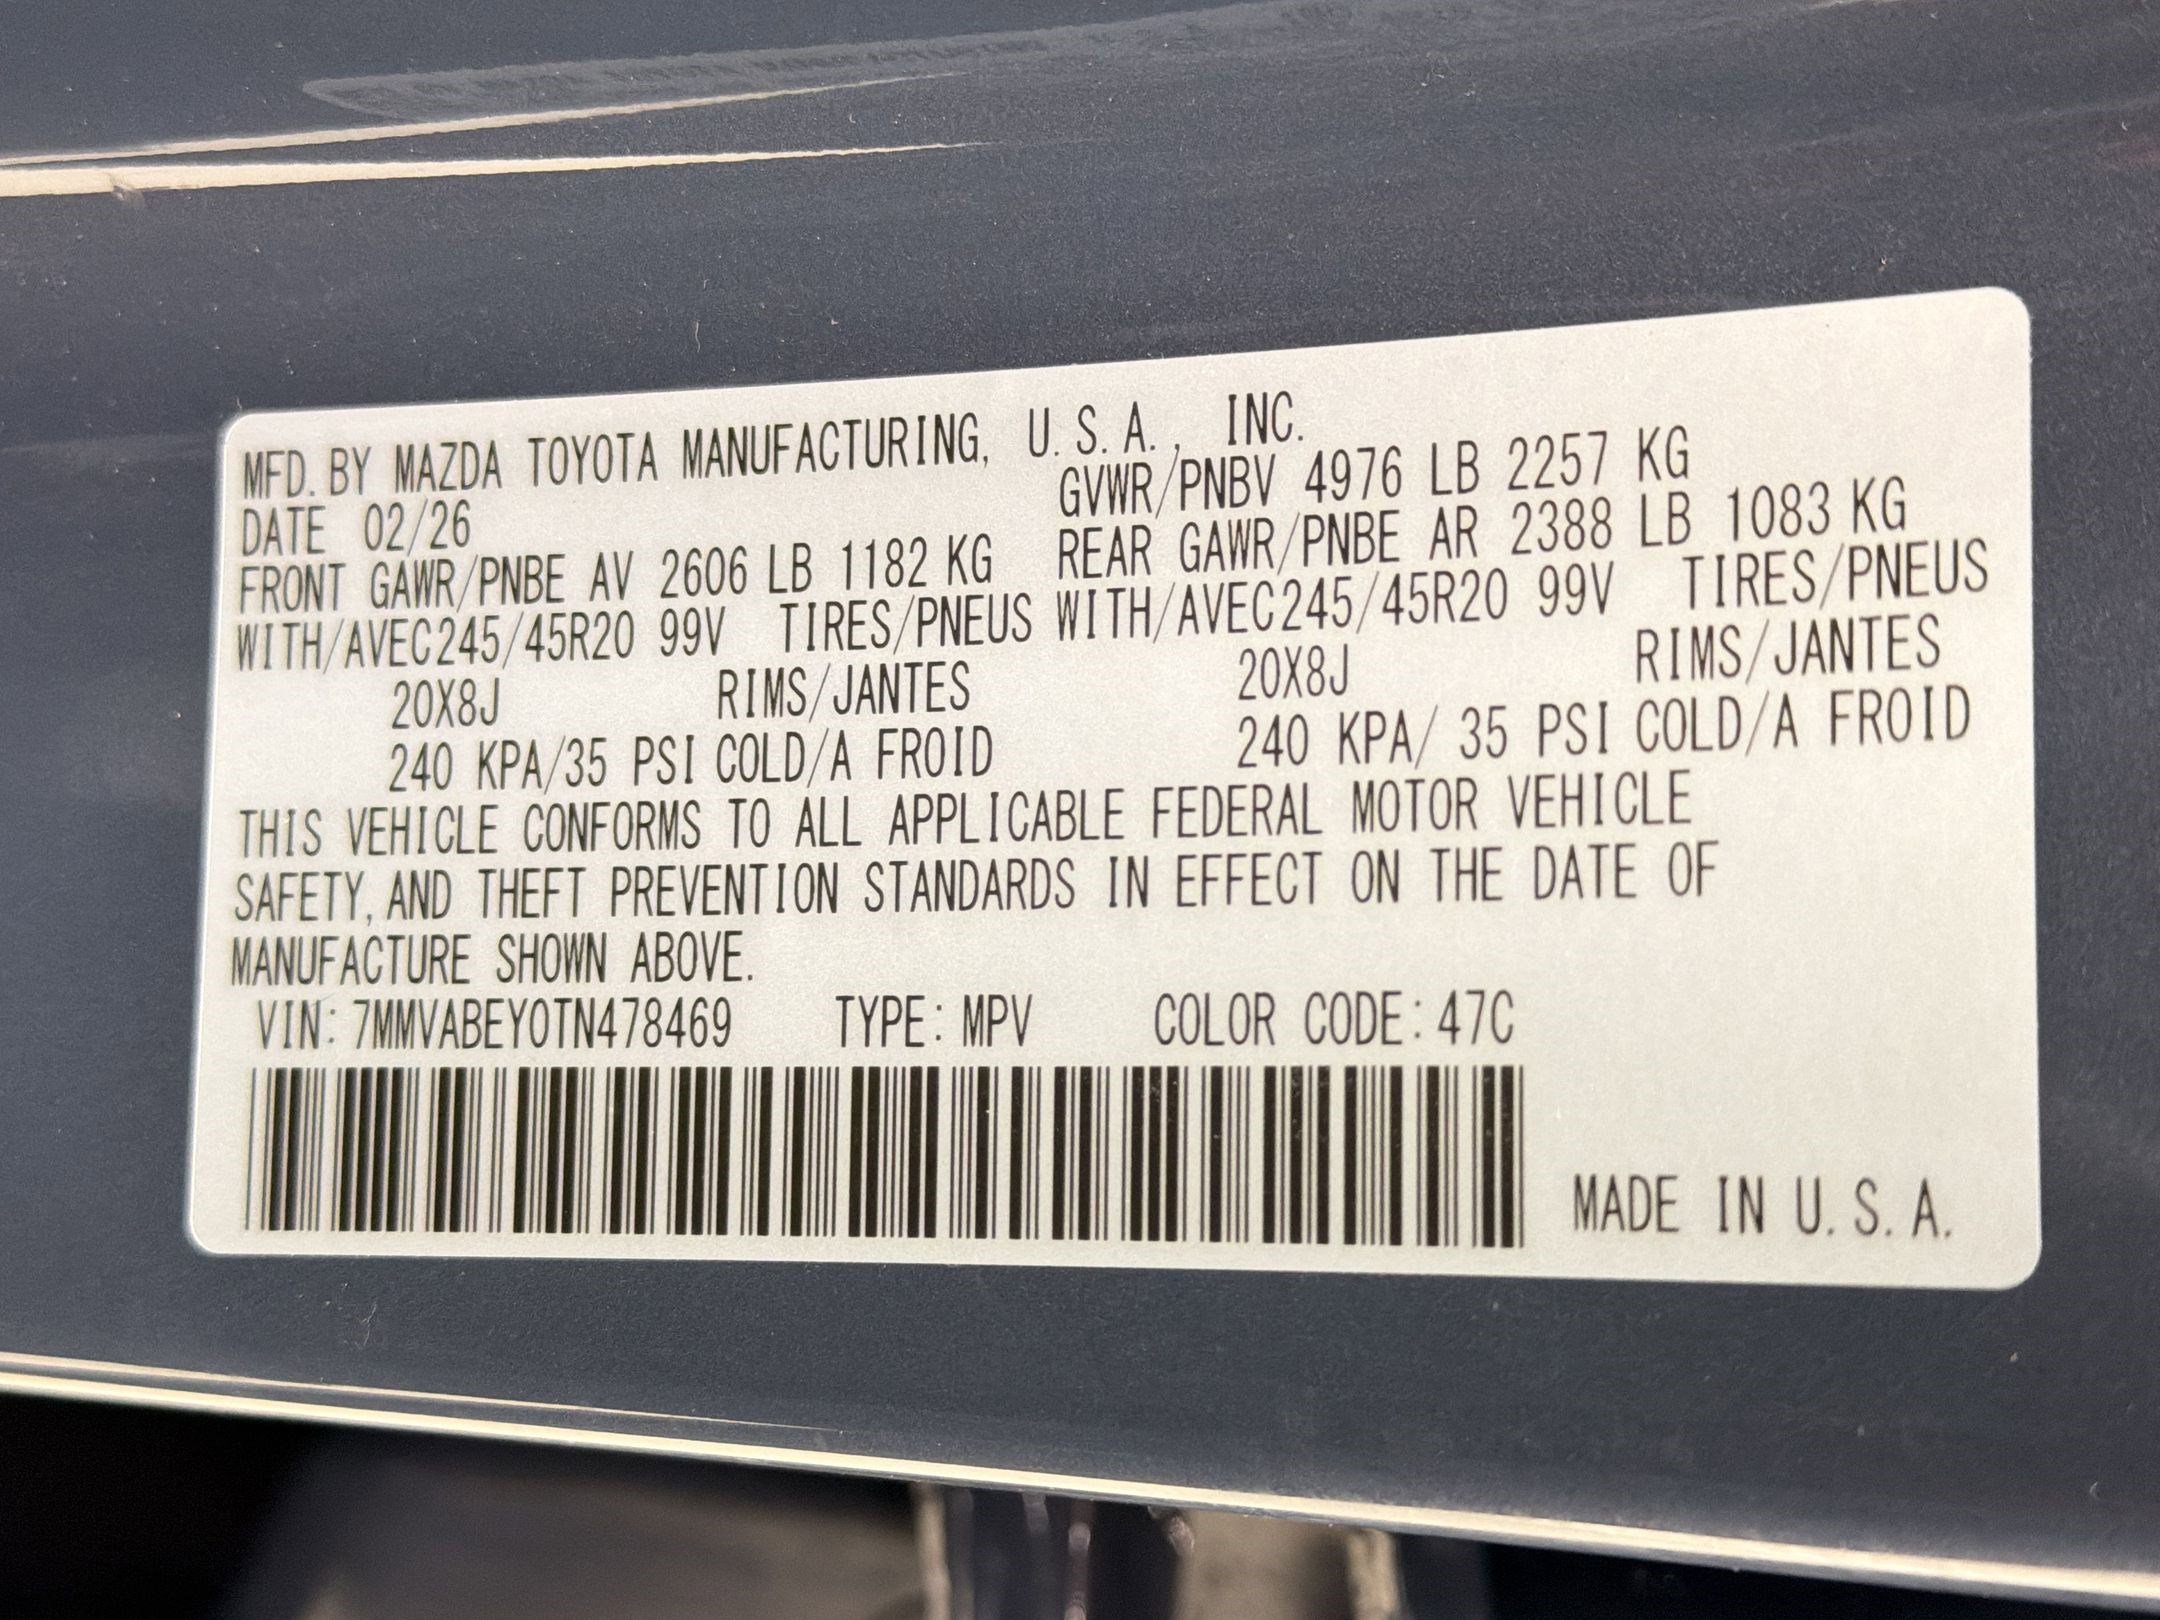 MFD. BY MAZDA TOYOTA MANUFACTURING, U.S.A., INC.
DATE 02/26 GVWR/PNBV 4976 LB 2257 KG
FRONT GAWR/PNBE AV 2606 LB 1182 KG REAR GAWR/PNBE AR 2388 LB 1083 KG
WITH/AVEC245/45R20 99V TIRES/PNEUS WITH/AVEC245/45R20 99V TIRES/PNEUS
20X8J RIMS/JANTES 20X8J RIMS/JANTES
240 KPA/35 PSI COLD/A FROID 240 KPA/ 35 PSI COLD/A FROID
THIS VEHICLE CONFORMS TO ALL APPLICABLE FEDERAL MOTOR VEHICLE
SAFETY, AND THEFT PREVENTION STANDARDS IN EFFECT ON THE DATE OF
MANUFACTURE SHOWN ABOVE.
VIN: 7MMVABEY0TN478469 TYPE: MPV COLOR CODE: 47C
MADE IN U.S.A.